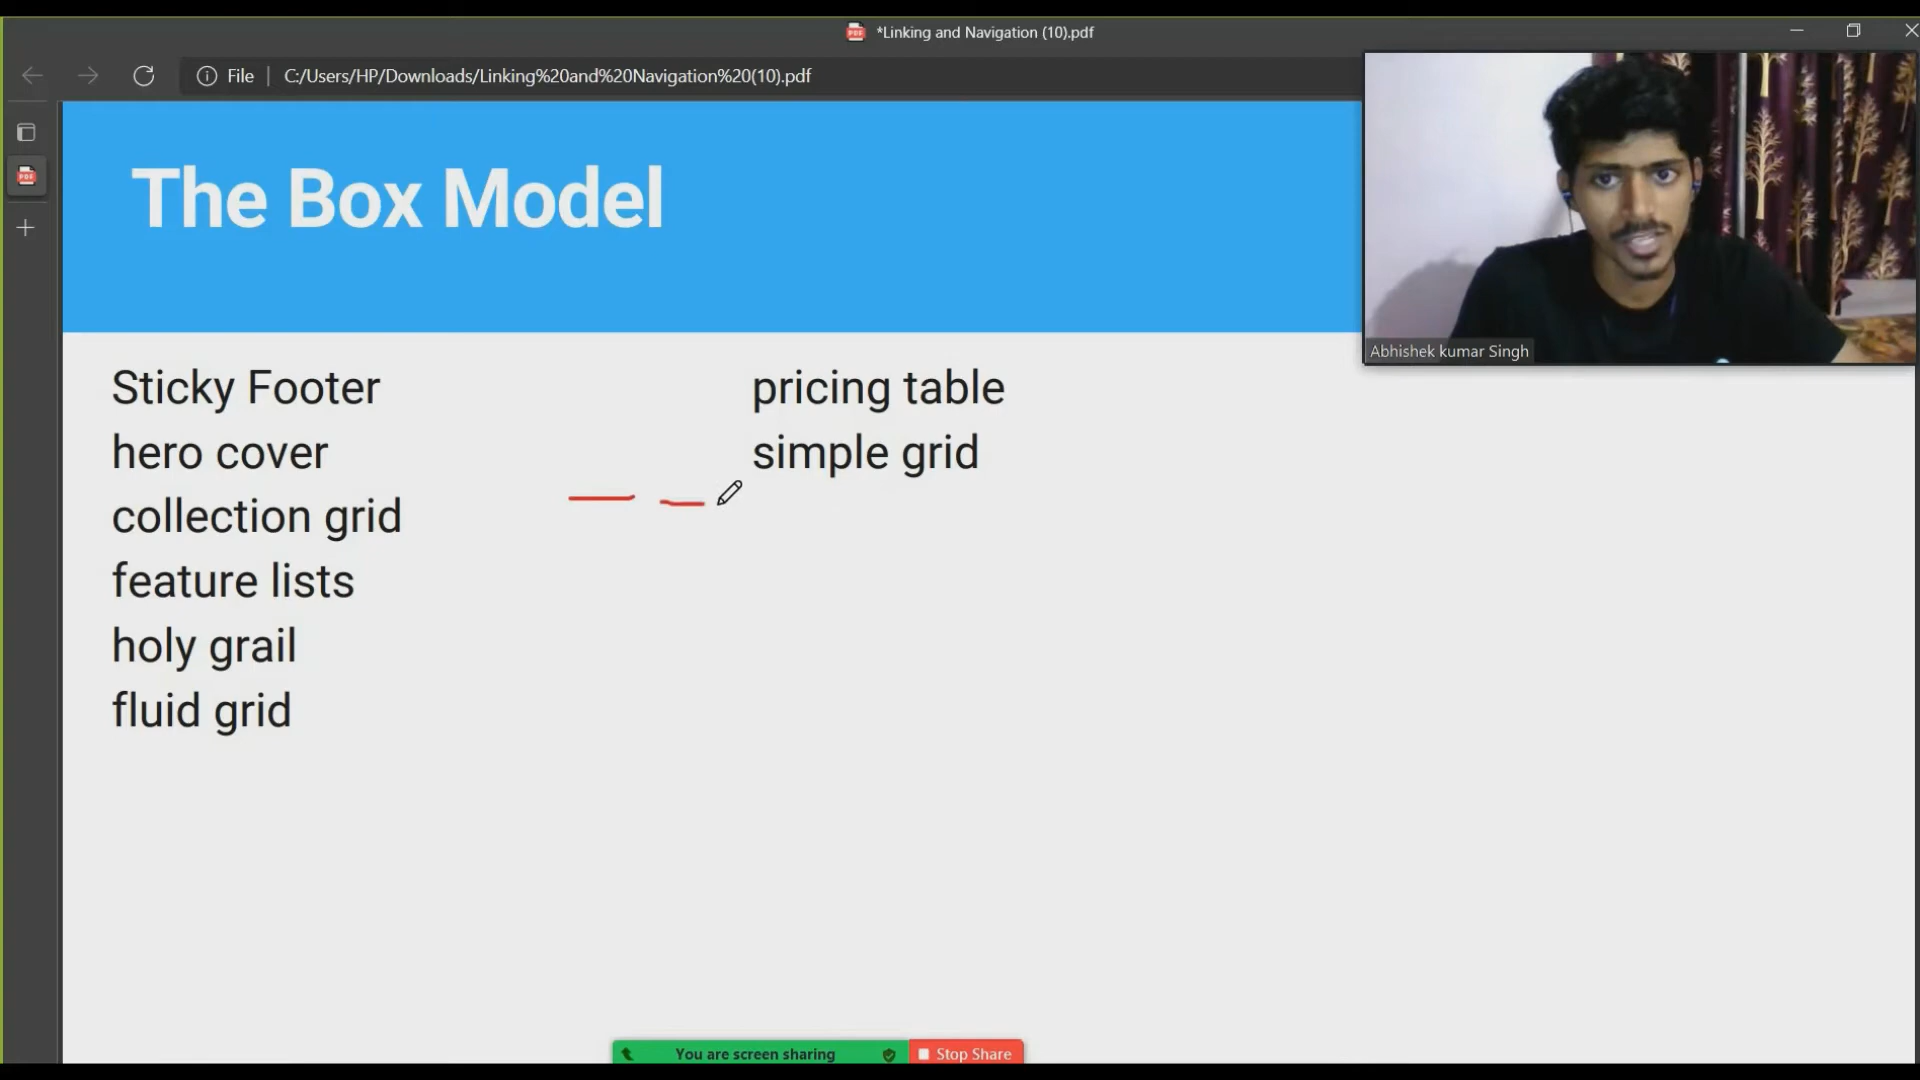 *Linking and Navigation (10).pdf
File
C:/Users/HP/Downloads/Linking%20and%20Navigation%20(10).pdf
The Box Model
Abhishek kumar Singh
Sticky Footer
hero cover
collection grid
feature lists
holy grail
fluid grid
pricing table
simple grid
You are screen sharing
Stop Share